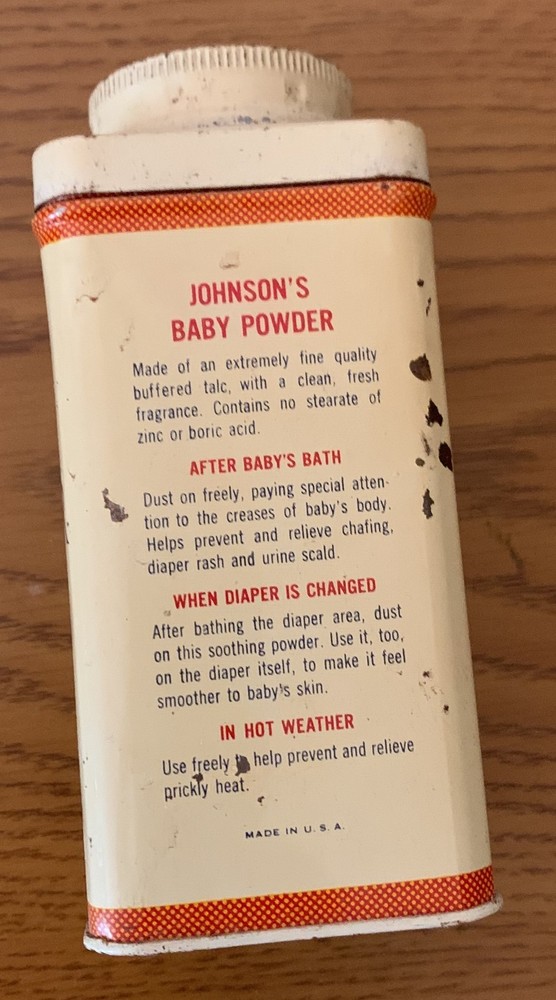 JOHNSON'S
BABY POWDER
Made of an extremely fine quality
buffered talc, with a clean, fresh
fragrance. Contains no stearate of
zinc or boric acid.
AFTER BABY'S BATH
Dust on freely, paying special atten-
tion to the creases of baby's body.
Helps prevent and relieve chafing,
diaper rash and urine scald.
WHEN DIAPER IS CHANGED
After bathing the diaper area, dust
on this soothing powder. Use it, too,
on the diaper itself, to make it feel
smoother to baby's skin.
IN HOT WEATHER
Use freely to help prevent and relieve
prickly heat.
MADE IN U. S. A.